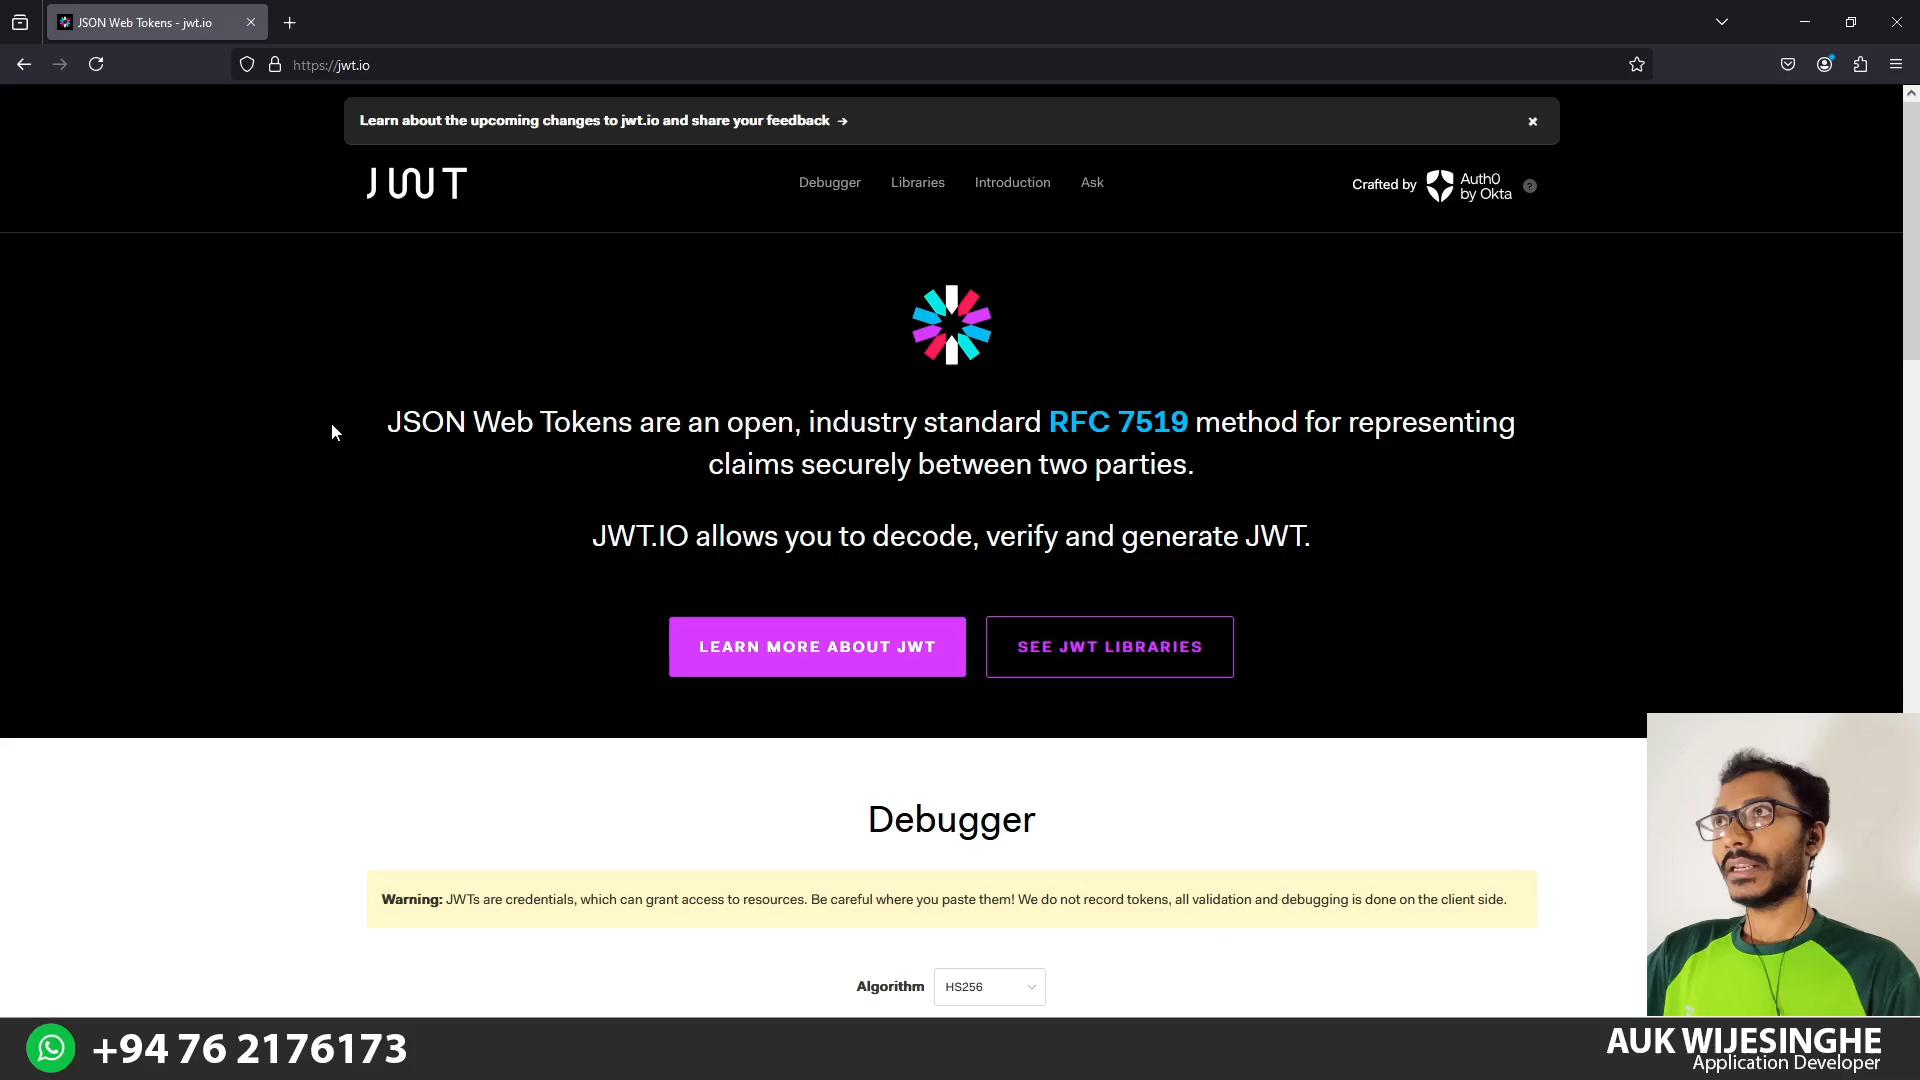 JSON Web Tokens - jwt.io
https://jwt.io
Learn about the upcoming changes to jwt.io and share your feedback →
JWT
Debugger
Libraries
Introduction
Ask
Crafted by
Auth0
by Okta
?
JSON Web Tokens are an open, industry standard RFC 7519 method for representing
claims securely between two parties.
JWT.IO allows you to decode, verify and generate JWT.
LEARN MORE ABOUT JWT
SEE JWT LIBRARIES
Debugger
Warning: JWTs are credentials, which can grant access to resources. Be careful where you paste them! We do not record tokens, all validation and debugging is done on the client side.
Algorithm
HS256
+94 76 2176173
AUK WIJESINGHE
Application Developer